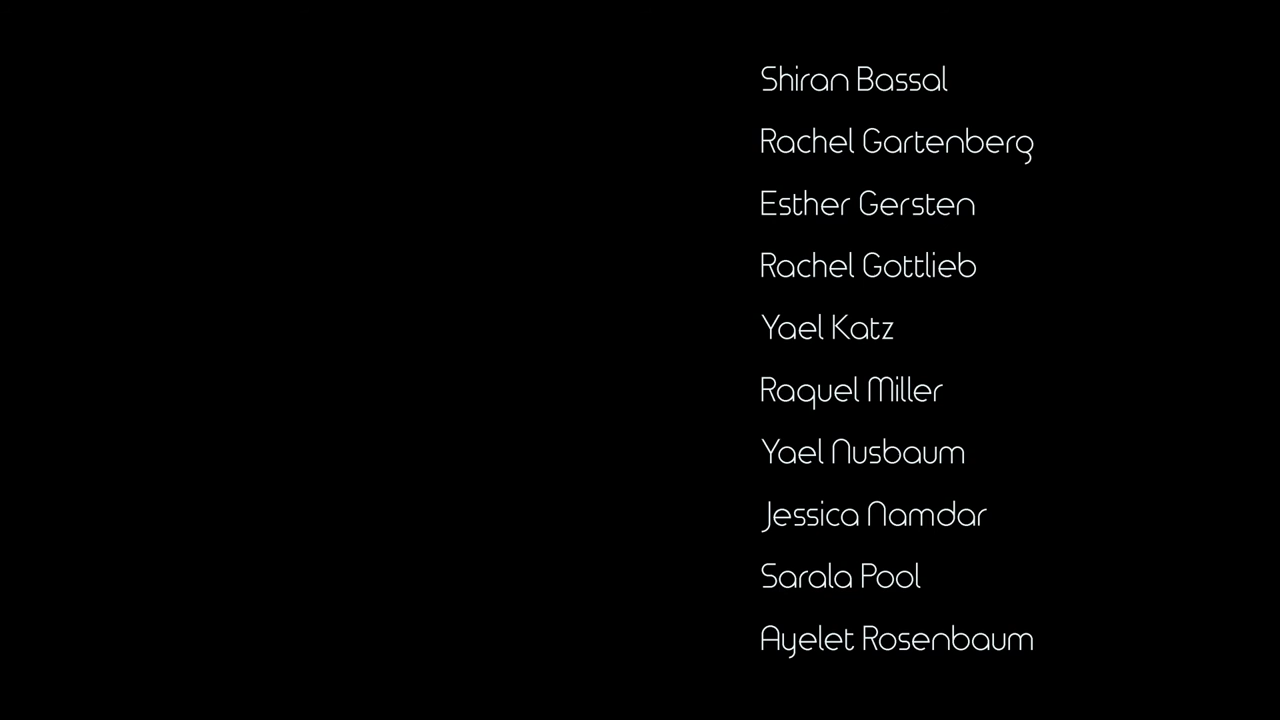 Shiran Bassal
Rachel Gartenberg
Esther Gersten
Rachel Gottlieb
Yael Katz
Raquel Miller
Yael Nusbaum
Jessica Namdar
Sarala Pool
Ayelet Rosenbaum